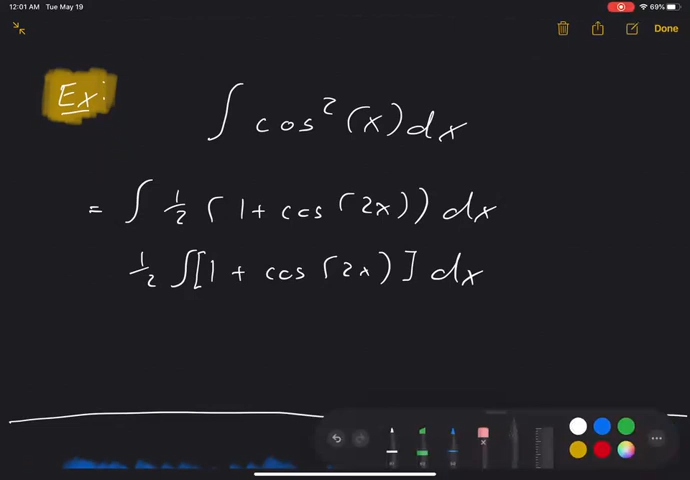 12:01 AM Tue May 19
69%
Done
Ex:
∫ cos²(x)dx
= ∫ 1/2 (1+cos(2x)) dx
1/2 ∫[1+cos(2x)] dx